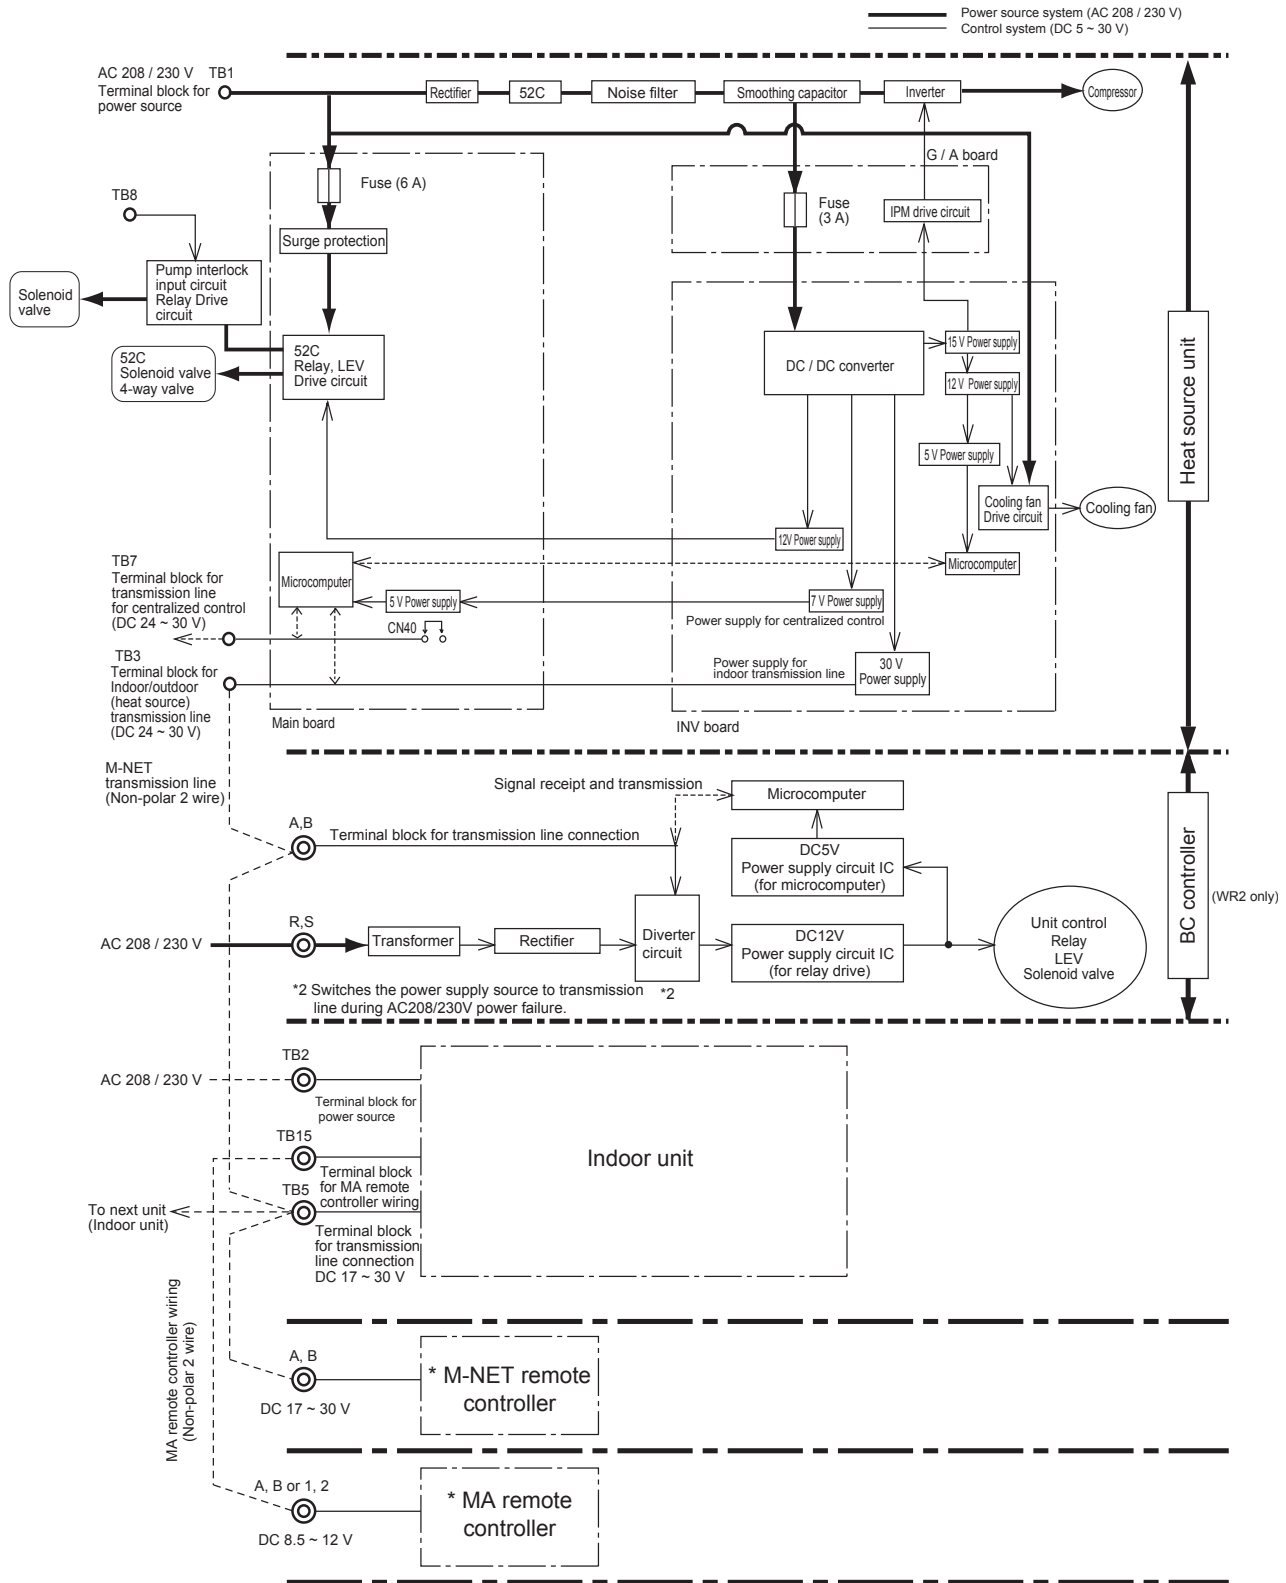 Power source system (AC 208 / 230 V)
Control system (DC 5 ~ 30 V)
AC 208 / 230 V TB1
Terminal block for
power source
Rectifier
52C
Noise filter
Smoothing capacitor
Inverter
Compressor
G / A board
Fuse (6 A)
Fuse
(3 A)
IPM drive circuit
TB8
Surge protection
Pump interlock
input circuit
Relay Drive
circuit
Solenoid
valve
52C
Solenoid valve
4-way valve
52C
Relay, LEV
Drive circuit
DC / DC converter
15 V Power supply
12 V Power supply
5 V Power supply
Cooling fan
Drive circuit
Cooling fan
Heat source unit
12V Power supply
Microcomputer
TB7
Terminal block for
transmission line
for centralized control
(DC 24 ~ 30 V)
Microcomputer
5 V Power supply
7 V Power supply
Power supply for centralized control
CN40
TB3
Terminal block for
Indoor/outdoor
(heat source)
transmission line
(DC 24 ~ 30 V)
Power supply for
indoor transmission line
30 V
Power supply
Main board
INV board
M-NET
transmission line
(Non-polar 2 wire)
Signal receipt and transmission
Microcomputer
A,B
Terminal block for transmission line connection
DC5V
Power supply circuit IC
(for microcomputer)
BC controller
(WR2 only)
AC 208 / 230 V
R,S
Transformer
Rectifier
Diverter
circuit
DC12V
Power supply circuit IC
(for relay drive)
Unit control
Relay
LEV
Solenoid valve
*2 Switches the power supply source to transmission
line during AC208/230V power failure.
*2
TB2
AC 208 / 230 V
Terminal block for
power source
TB15
Terminal block
for MA remote
controller wiring
Indoor unit
TB5
To next unit
(Indoor unit)
Terminal block
for transmission
line connection
DC 17 ~ 30 V
MA remote controller wiring
(Non-polar 2 wire)
A, B
DC 17 ~ 30 V
* M-NET remote
controller
A, B or 1, 2
DC 8.5 ~ 12 V
* MA remote
controller